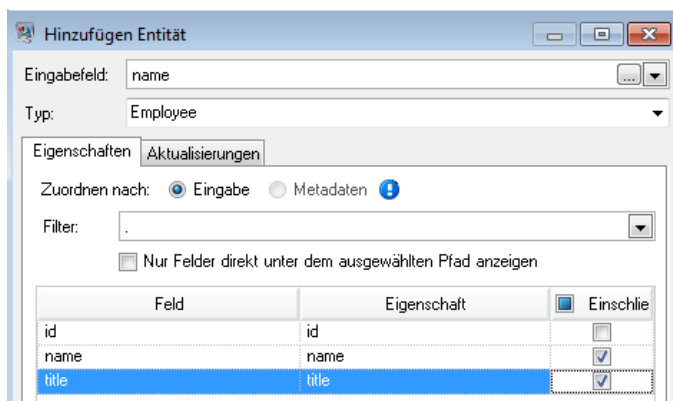 Hinzufügen Entität
Eingabefeld: name ...
Typ: Employee
Eigenschaften Aktualisierungen
Zuordnen nach: Eingabe Metadaten
Filter: .
Nur Felder direkt unter dem ausgewählten Pfad anzeigen
Feld Eigenschaft Einschlie
id id
name name
title title